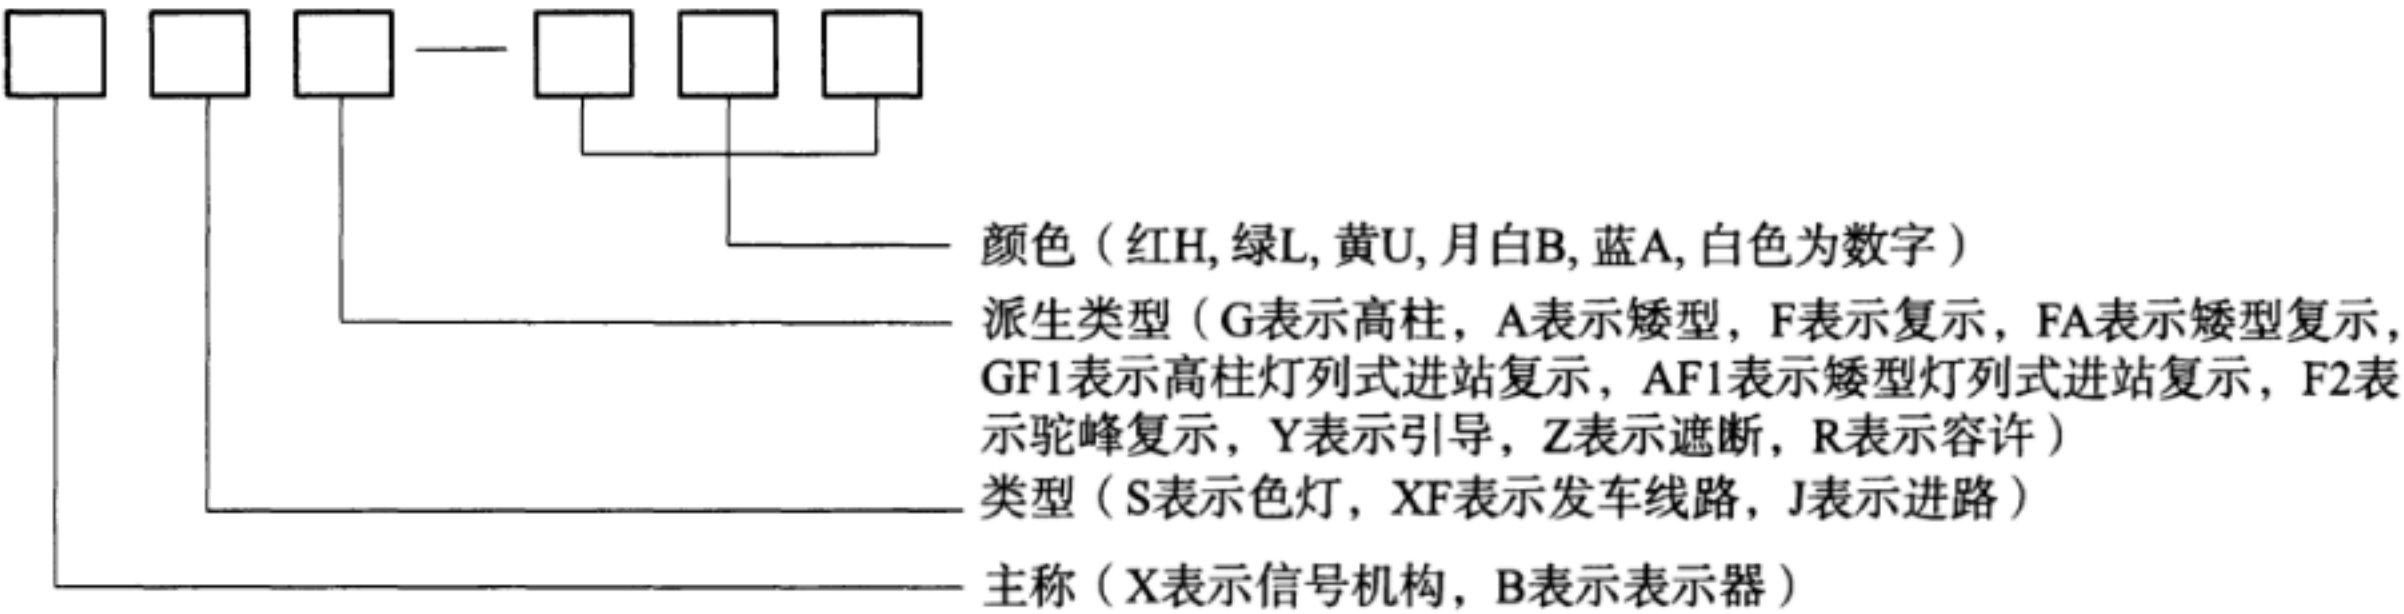 颜色（红H, 绿L, 黄U, 月白B, 蓝A, 白色为数字）
派生类型（G表示高柱，A表示矮型，F表示复示，FA表示矮型复示，
GF1表示高柱灯列式进站复示，AF1表示矮型灯列式进站复示，F2表
示驼峰复示，Y表示引导，Z表示遮断，R表示容许）
类型（S表示色灯，XF表示发车线路，J表示进路）
主称（X表示信号机构，B表示表示器）